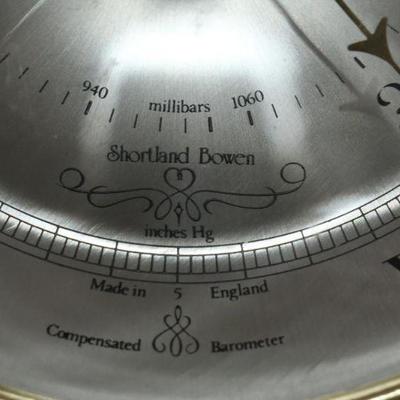 940 millibars 1060
Shortland Bowen
inches Hg
Made in 5 England
Compensated Barometer
C